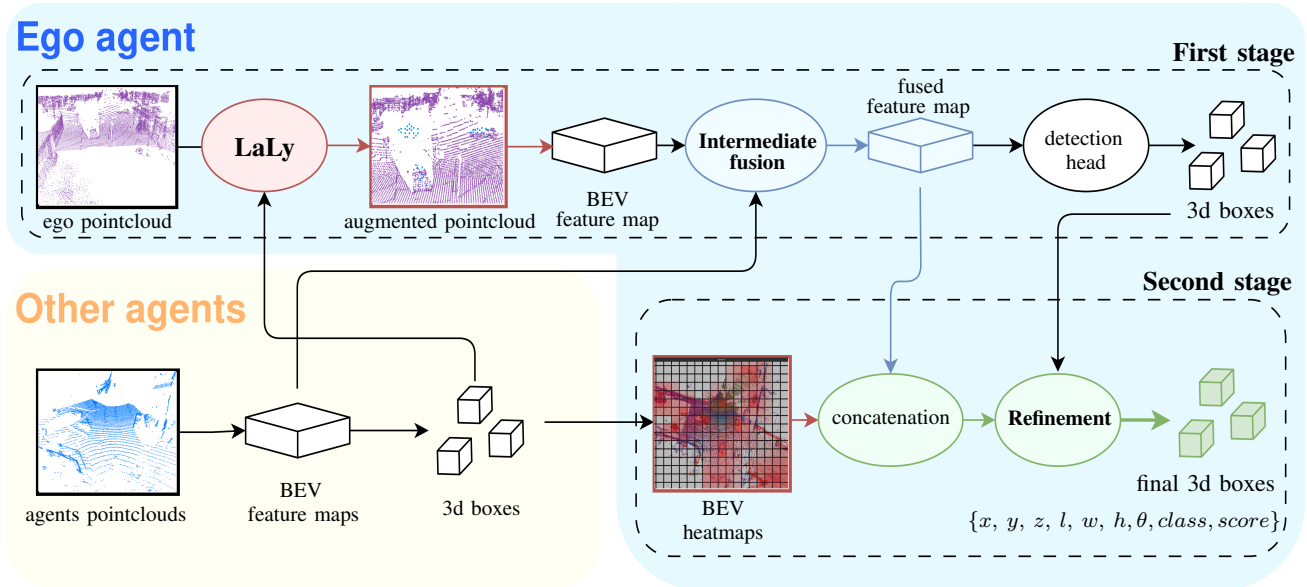 Ego agent
First stage
ego pointcloud
LaLy
augmented pointcloud
BEV
feature map
Intermediate
fusion
fused
feature map
detection
head
3d boxes
Other agents
agents pointclouds
BEV
feature maps
3d boxes
Second stage
BEV
heatmaps
concatenation
Refinement
final 3d boxes
{x, y, z, l, w, h, θ, class, score}